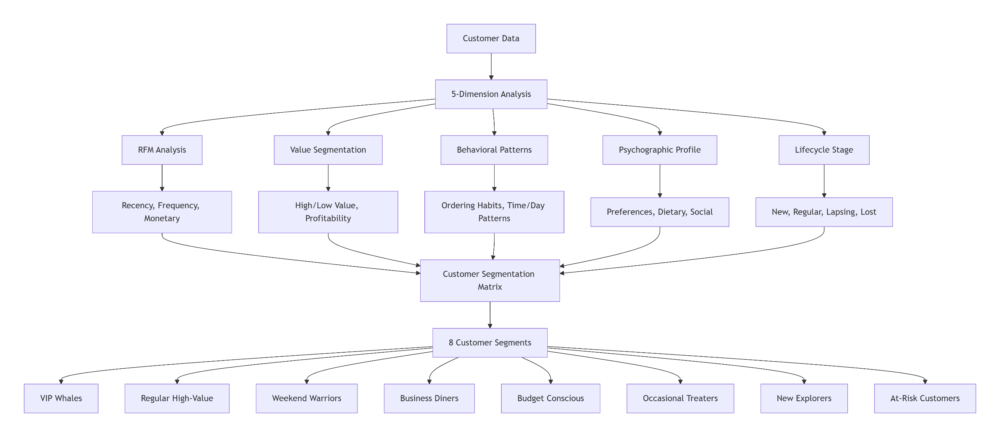 Customer Data
5-Dimension Analysis
RFM Analysis
Value Segmentation
Behavioral Patterns
Psychographic Profile
Lifecycle Stage
Recency, Frequency,
Monetary
High/Low Value,
Profitability
Ordering Habits, Time/Day
Patterns
Preferences, Dietary, Social
New, Regular, Lapsing, Lost
Customer Segmentation
Matrix
8 Customer Segments
VIP Whales
Regular High-Value
Weekend Warriors
Business Diners
Budget Conscious
Occasional Treaters
New Explorers
At-Risk Customers